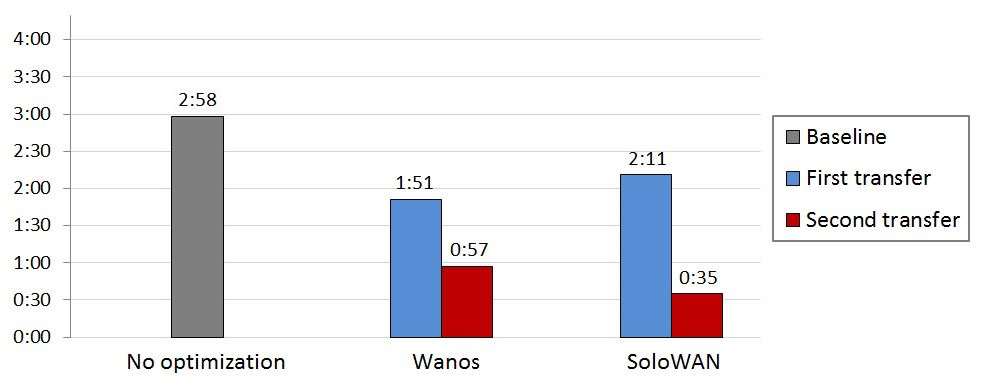 4:00
3:30
3:00
2:30
2:00
1:30
1:00
0:30
0:00
2:58
1:51
0:57
2:11
0:35
No optimization
Wanos
SoloWAN
Baseline
First transfer
Second transfer